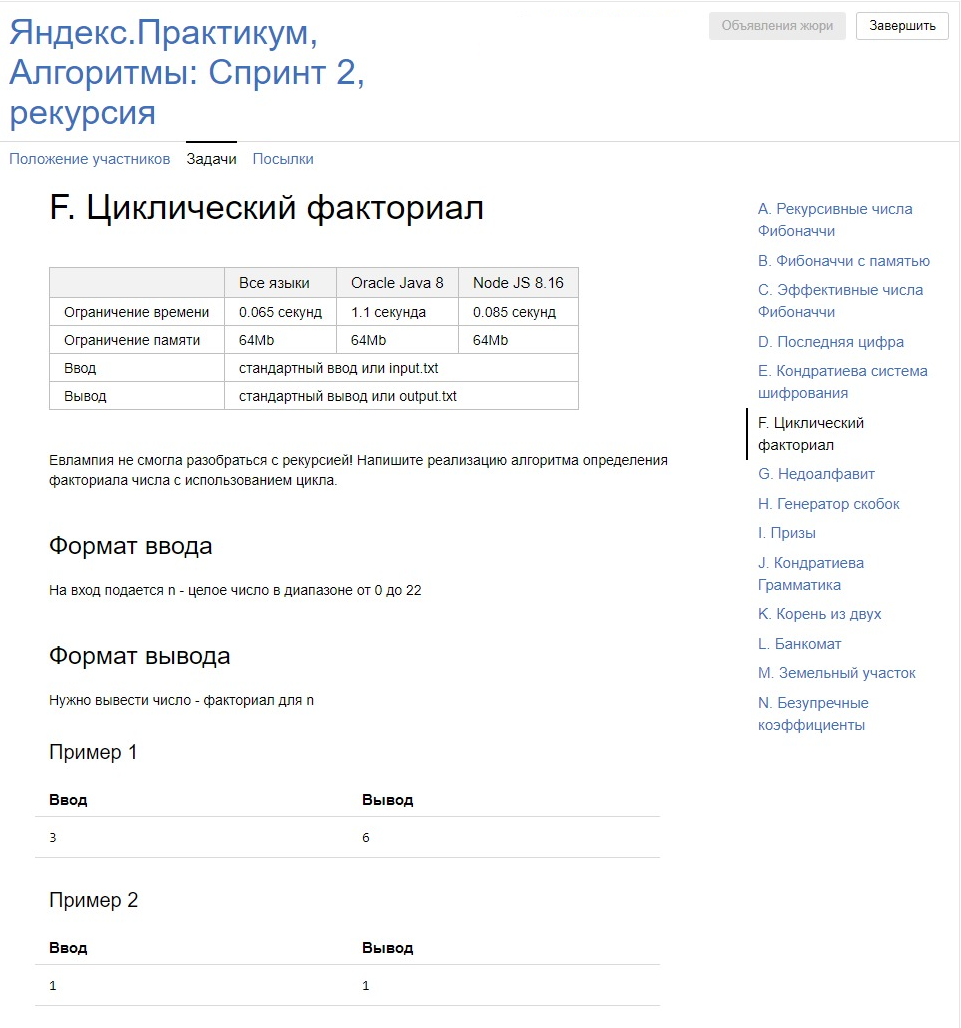 Яндекс.Практикум,
Алгоритмы: Спринт 2,
рекурсия
Объявления жюри
Завершить
Положение участников
Задачи
Посылки
F. Циклический факториал
Все языки Oracle Java 8 Node JS 8.16
Ограничение времени 0.065 секунд 1.1 секунда 0.085 секунд
Ограничение памяти 64Mb 64Mb 64Mb
Ввод стандартный ввод или input.txt
Вывод стандартный вывод или output.txt
Евлампия не смогла разобраться с рекурсией! Напишите реализацию алгоритма определения
факториала числа с использованием цикла.
Формат ввода
На вход подается n - целое число в диапазоне от 0 до 22
Формат вывода
Нужно вывести число - факториал для n
Пример 1
Ввод Вывод
3 6
Пример 2
Ввод Вывод
1 1
A. Рекурсивные числа
Фибоначчи
B. Фибоначчи с памятью
C. Эффективные числа
Фибоначчи
D. Последняя цифра
E. Кондратиева система
шифрования
F. Циклический
факториал
G. Недоалфавит
H. Генератор скобок
I. Призы
J. Кондратиева
Грамматика
K. Корень из двух
L. Банкомат
M. Земельный участок
N. Безупречные
коэффициенты